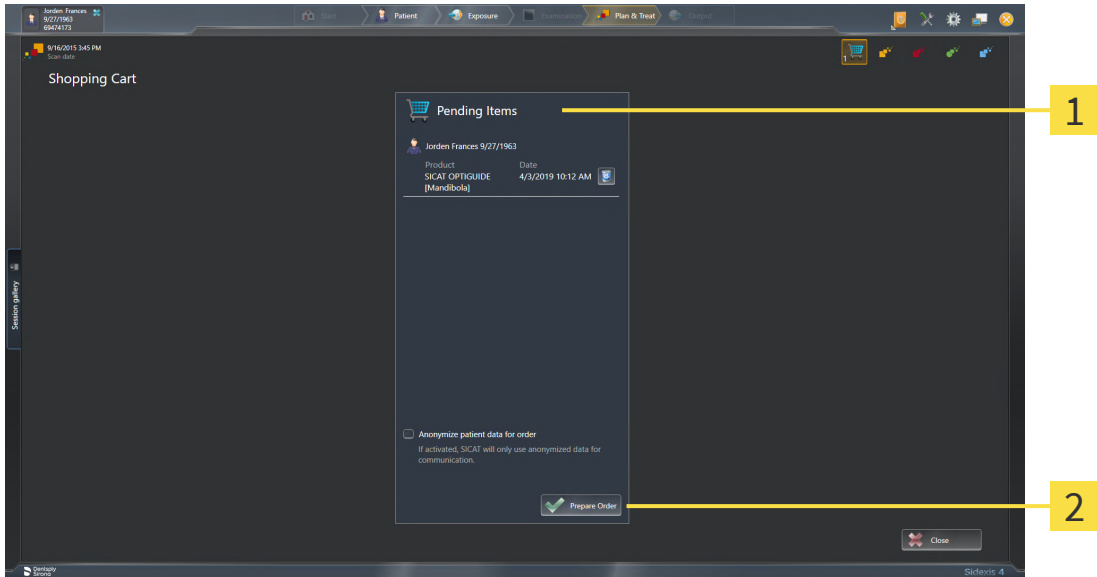 Jorden Frances
9/27/1963
69474173
Start
Patient
Exposure
Examination
Plan & Treat
Output
9/16/2015 3:45 PM
Scan date
1
Shopping Cart
Pending Items
1
Jorden Frances 9/27/1963
Product Date
SICAT OPTIGUIDE 4/3/2019 10:12 AM
[Mandibola]
Session gallery
Anonymize patient data for order
If activated, SICAT will only use anonymized data for
communication.
Prepare Order
2
Close
Dentsply
Sirona
Sidexis 4